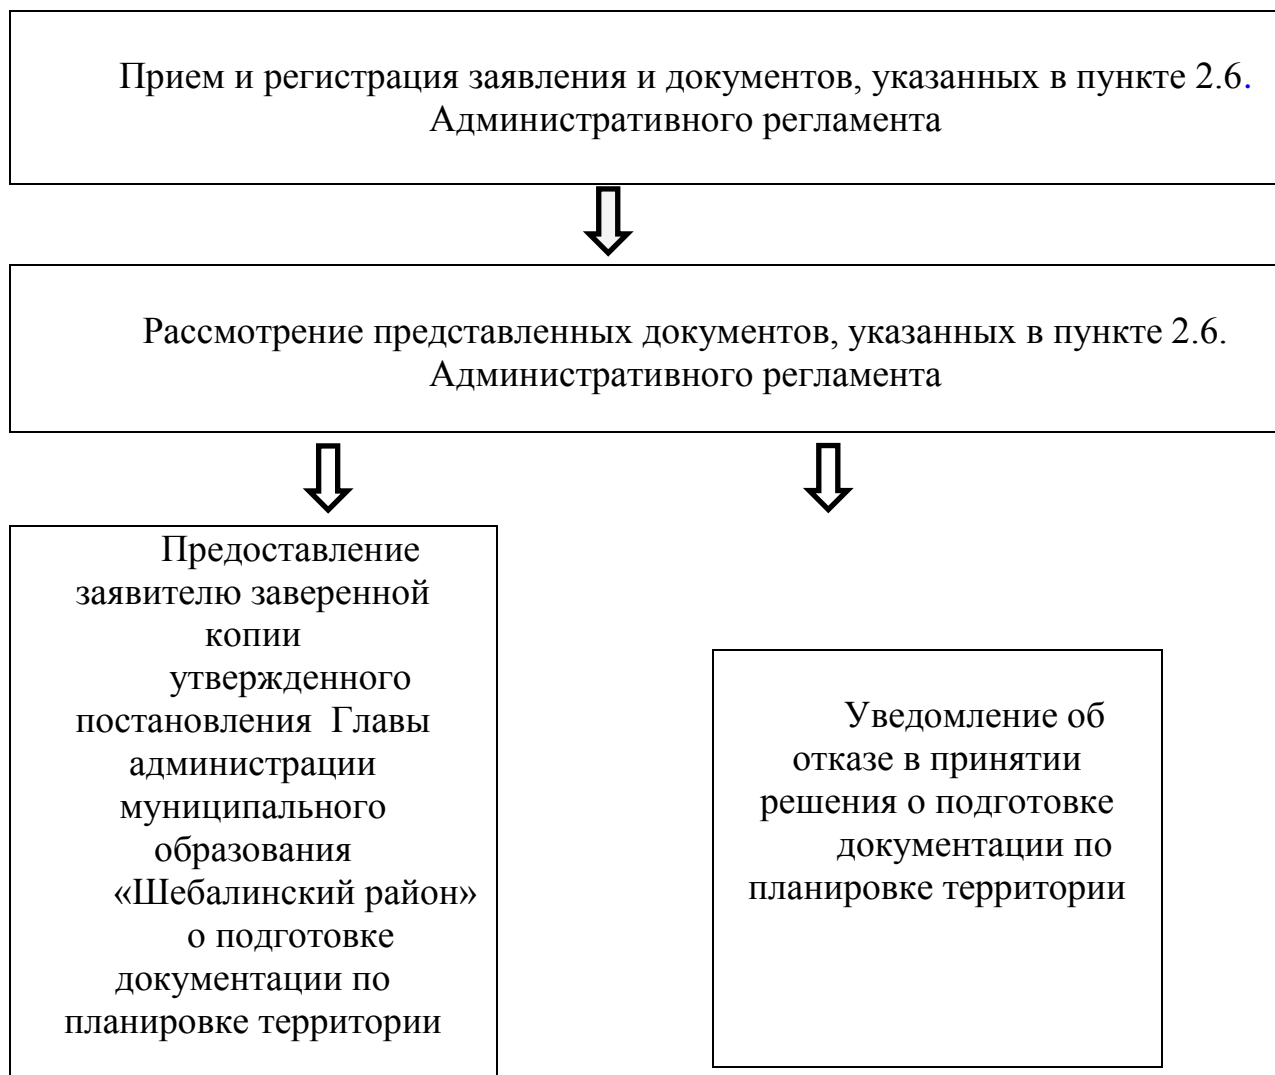 Прием и регистрация заявления и документов, указанных в пункте 2.6.
Административного регламента
Рассмотрение представленных документов, указанных в пункте 2.6.
Административного регламента
Предоставление
заявителю заверенной
копии
утвержденного
постановления Главы
администрации
муниципального
образования
«Шебалинский район»
о подготовке
документации по
планировке территории
Уведомление об
отказе в принятии
решения о подготовке
документации по
планировке территории